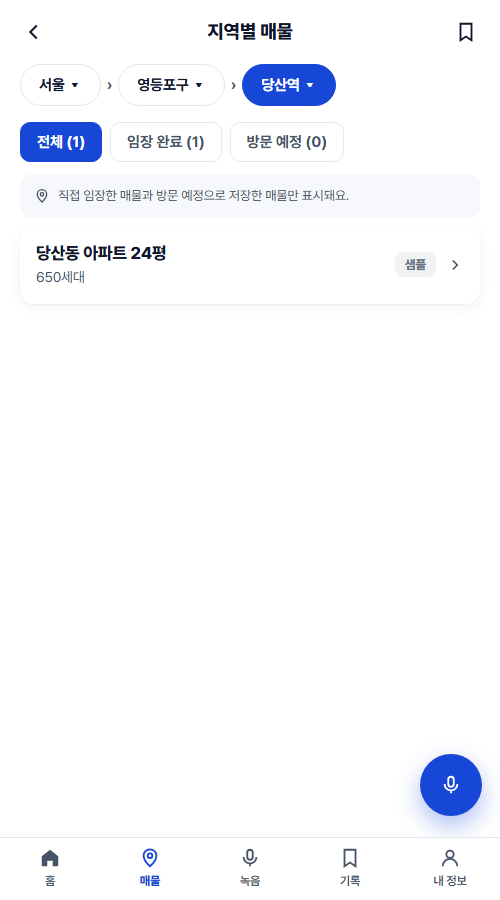 지역별 매물
서울 › 영등포구 › 당산역
전체 (1) 임장 완료 (1) 방문 예정 (0)
직접 임장한 매물과 방문 예정으로 저장한 매물만 표시돼요.
당산동 아파트 24평
650세대
샘플
홈 매물 녹음 기록 내 정보